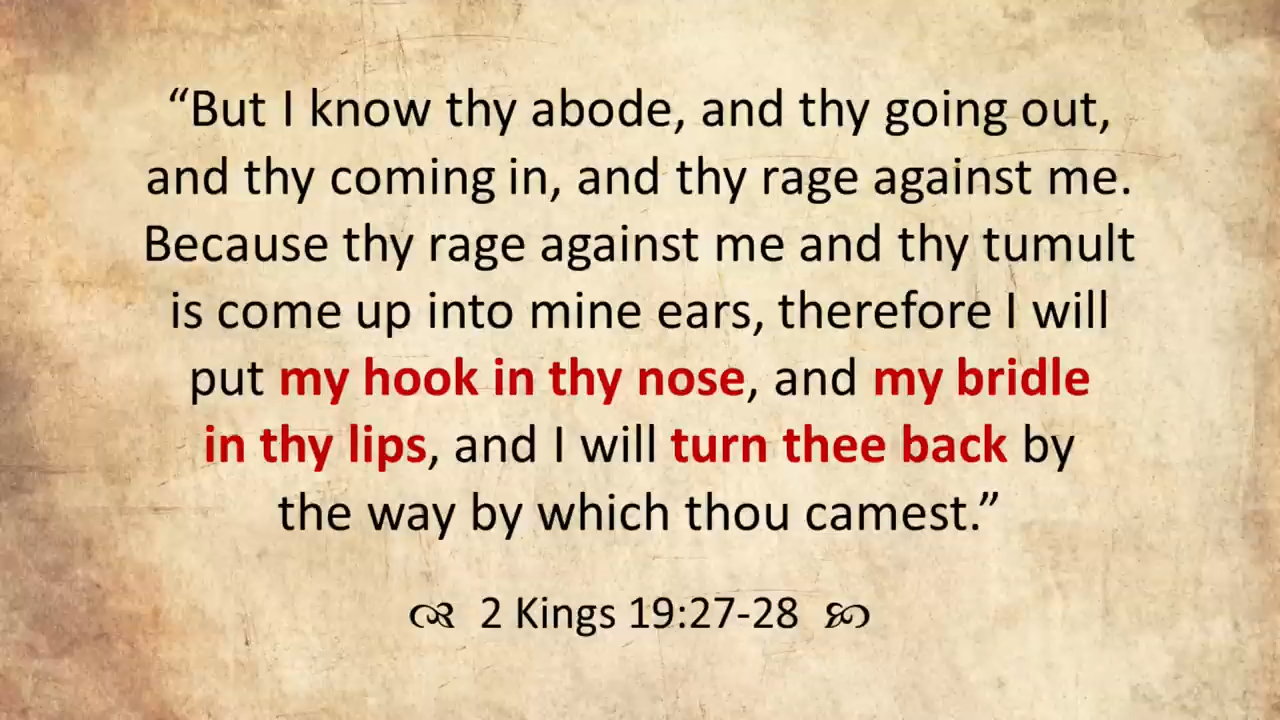 “But I know thy abode, and thy going out,
and thy coming in, and thy rage against me.
Because thy rage against me and thy tumult
is come up into mine ears, therefore I will
put my hook in thy nose, and my bridle
in thy lips, and I will turn thee back by
the way by which thou camest.”
2 Kings 19:27-28